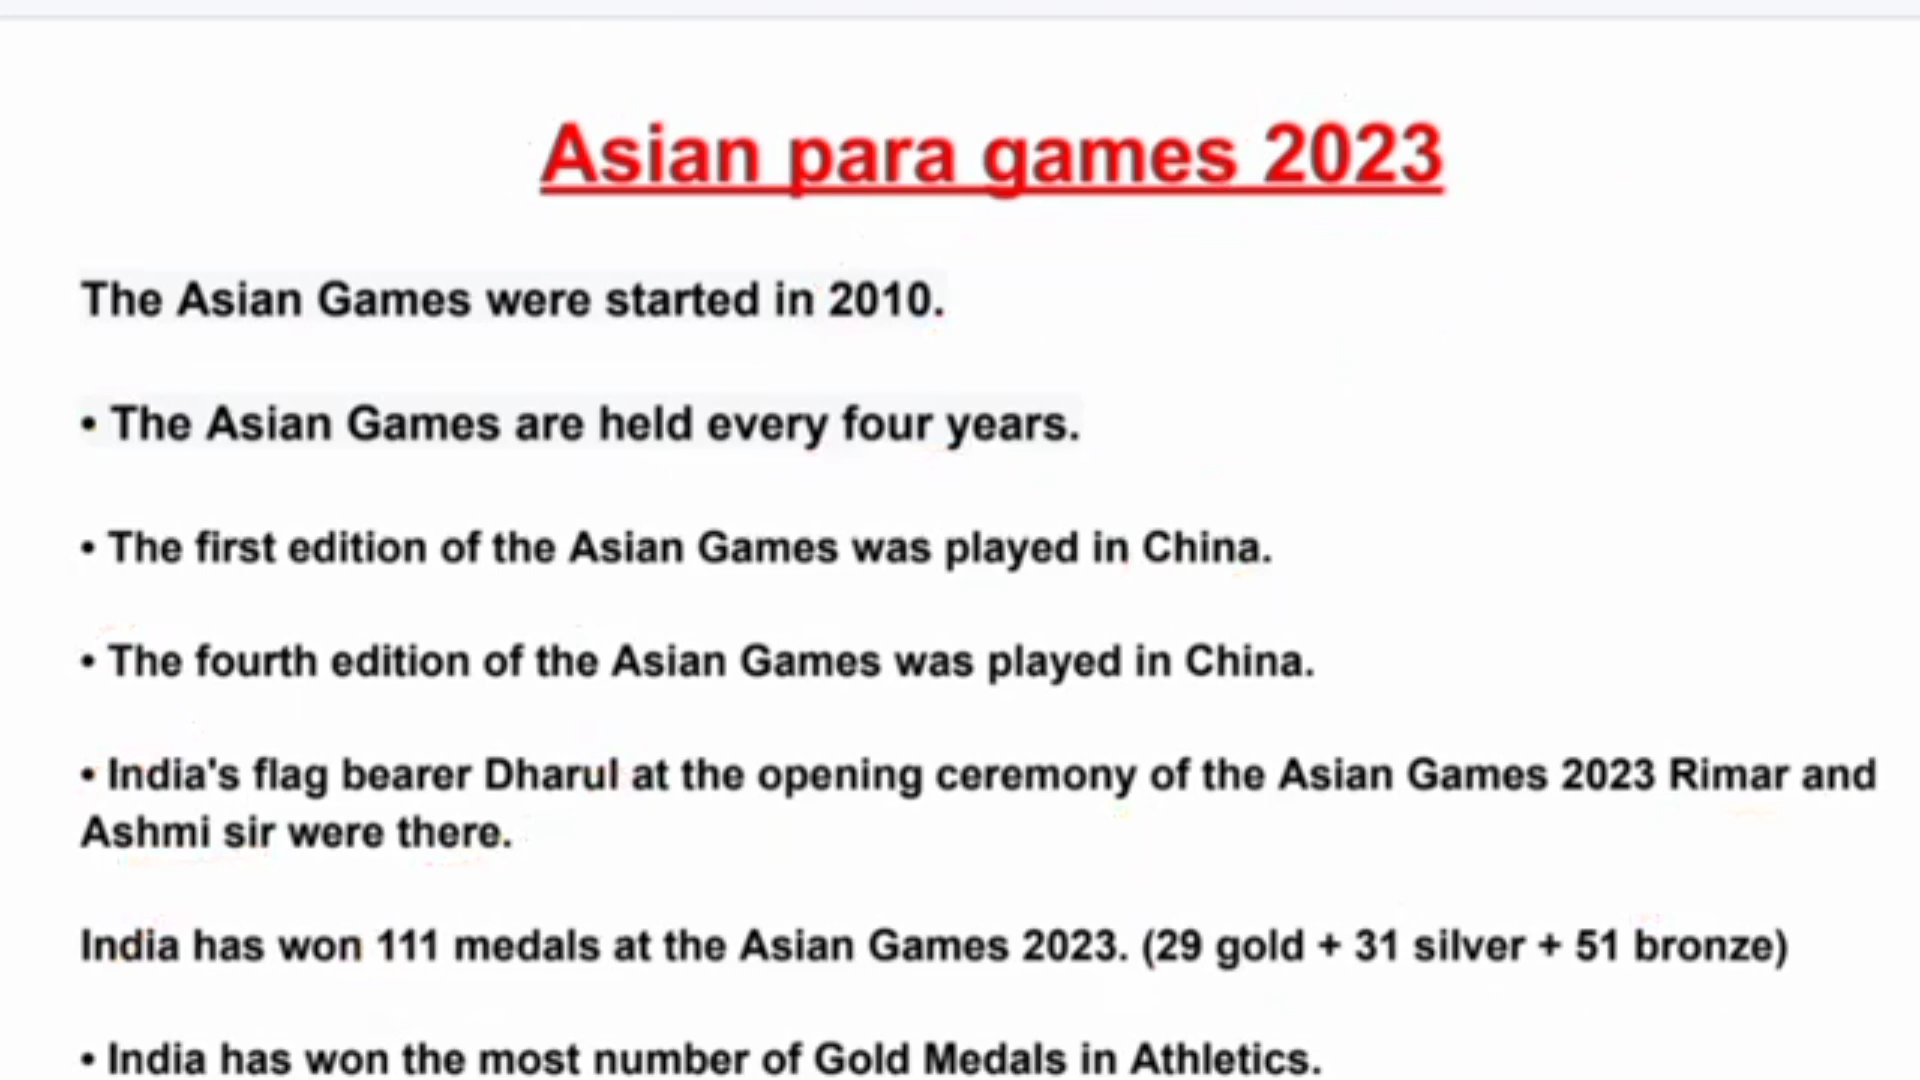 Asian para games 2023
The Asian Games were started in 2010.
• The Asian Games are held every four years.
• The first edition of the Asian Games was played in China.
• The fourth edition of the Asian Games was played in China.
• India's flag bearer Dharul at the opening ceremony of the Asian Games 2023 Rimar and
Ashmi sir were there.
India has won 111 medals at the Asian Games 2023. (29 gold + 31 silver + 51 bronze)
• India has won the most number of Gold Medals in Athletics.